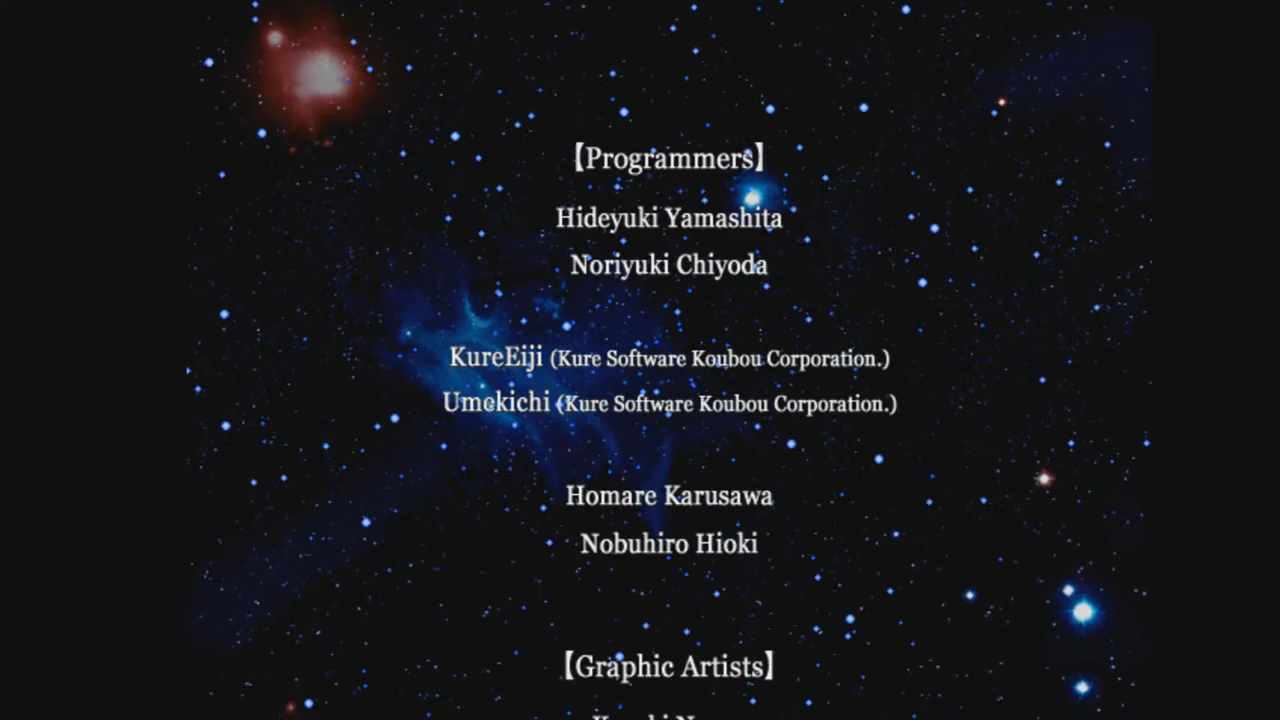 【Programmers】
Hideyuki Yamashita
Noriyuki Chiyoda
KureEiji (Kure Software Koubou Corporation.)
Umekichi (Kure Software Koubou Corporation.)
Homare Karusawa
Nobuhiro Hioki
【Graphic Artists】